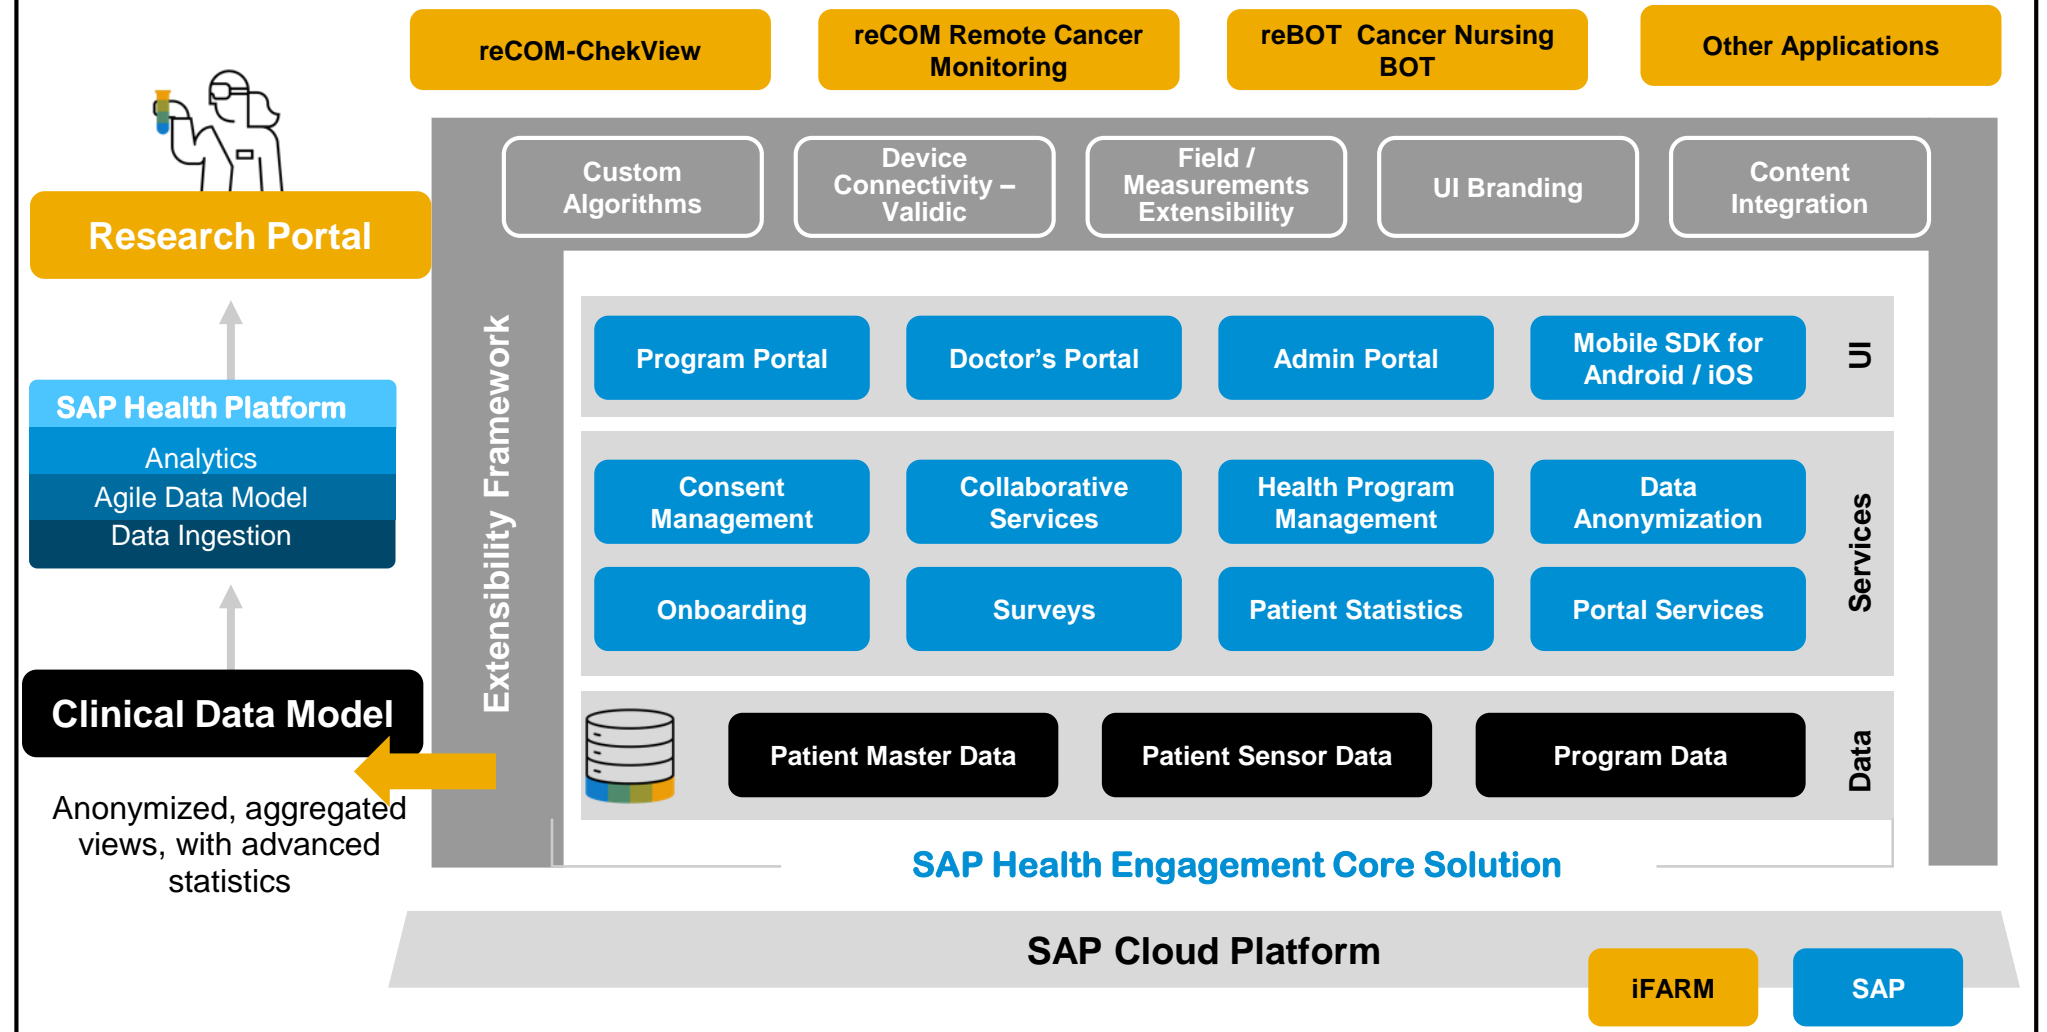 reCOM-ChekView
reCOM Remote Cancer
Monitoring
reBOT  Cancer Nursing
BOT
Other Applications
Custom
Algorithms
Device
Connectivity –
Validic
Field /
Measurements
Extensibility
UI Branding
Content
Integration
Research Portal
SAP Health Platform
Analytics
Agile Data Model
Data Ingestion
Clinical Data Model
Anonymized, aggregated
views, with advanced
statistics
Extensibility Framework
Program Portal
Doctor’s Portal
Admin Portal
Mobile SDK for
Android / iOS
UI
Consent
Management
Collaborative
Services
Health Program
Management
Data
Anonymization
Onboarding
Surveys
Patient Statistics
Portal Services
Services
Patient Master Data
Patient Sensor Data
Program Data
Data
SAP Health Engagement Core Solution
SAP Cloud Platform
iFARM
SAP